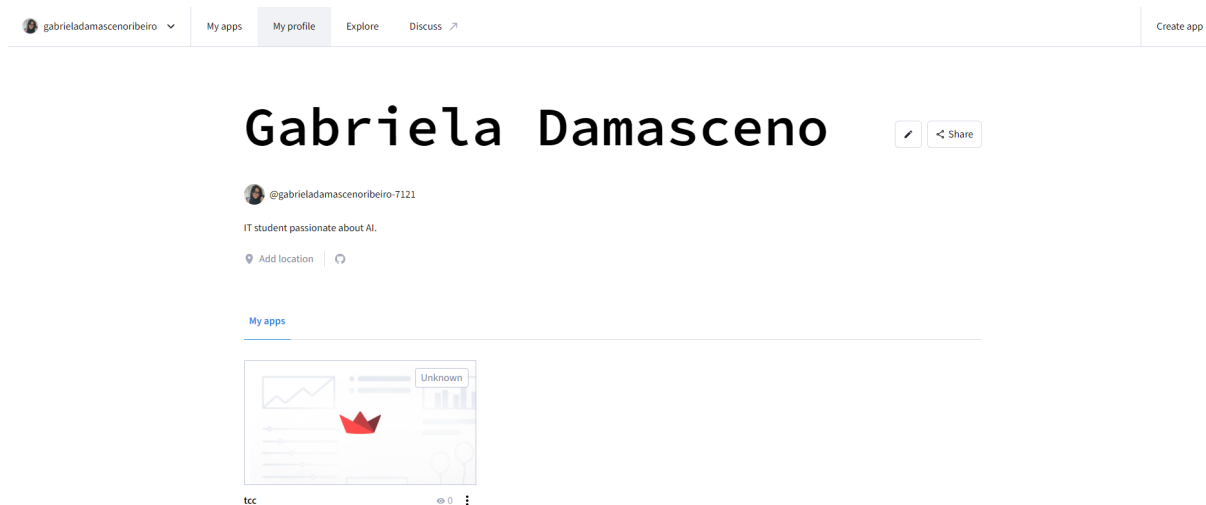 gabrieladamascenoribeiro My apps My profile Explore Discuss Create app
Gabriela Damasceno
Share
@gabrieladamascenoribeiro-7121
IT student passionate about AI.
Add location
My apps
Unknown
tcc 0